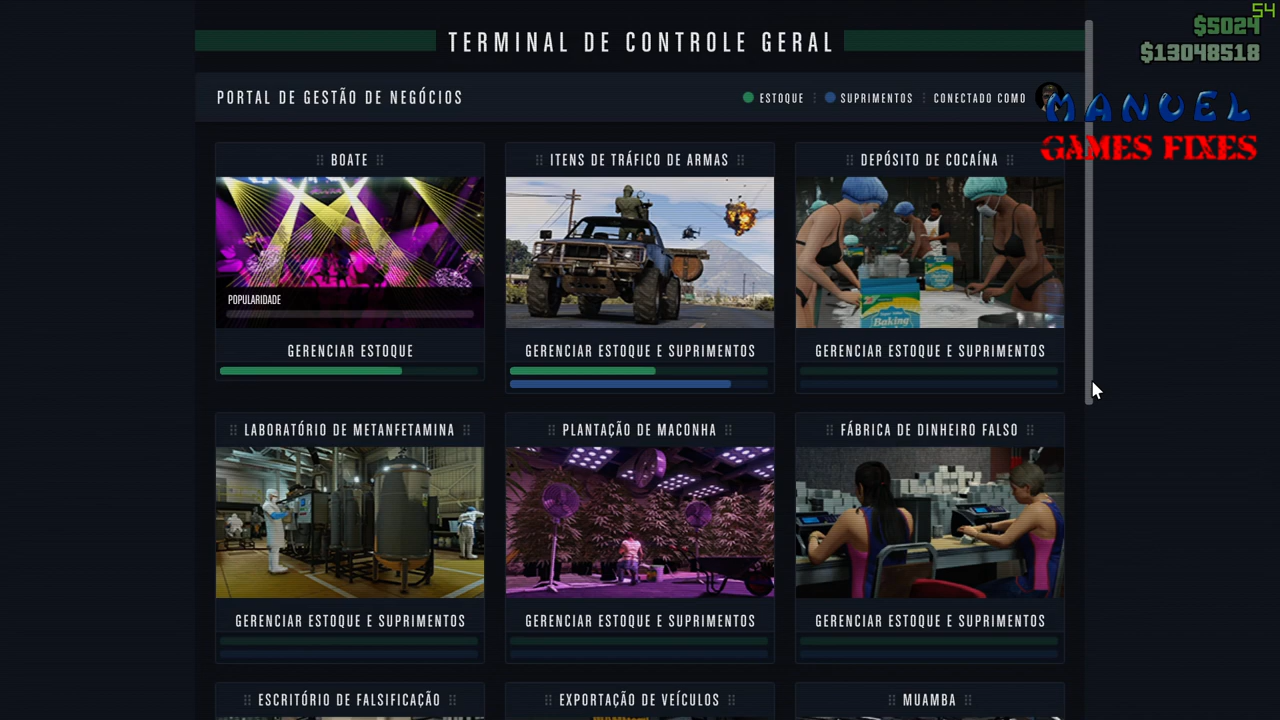 54
$5024
$13048518
TERMINAL DE CONTROLE GERAL
PORTAL DE GESTÃO DE NEGÓCIOS
ESTOQUE
SUPRIMENTOS
CONECTADO COMO
MANUEL
GAMES FIXES
BOATE
ITENS DE TRÁFICO DE ARMAS
DEPÓSITO DE COCAÍNA
POPULARIDADE
Baking
GERENCIAR ESTOQUE
GERENCIAR ESTOQUE E SUPRIMENTOS
GERENCIAR ESTOQUE E SUPRIMENTOS
LABORATÓRIO DE METANFETAMINA
PLANTAÇÃO DE MACONHA
FÁBRICA DE DINHEIRO FALSO
GERENCIAR ESTOQUE E SUPRIMENTOS
GERENCIAR ESTOQUE E SUPRIMENTOS
GERENCIAR ESTOQUE E SUPRIMENTOS
ESCRITÓRIO DE FALSIFICAÇÃO
EXPORTAÇÃO DE VEÍCULOS
MUAMBA